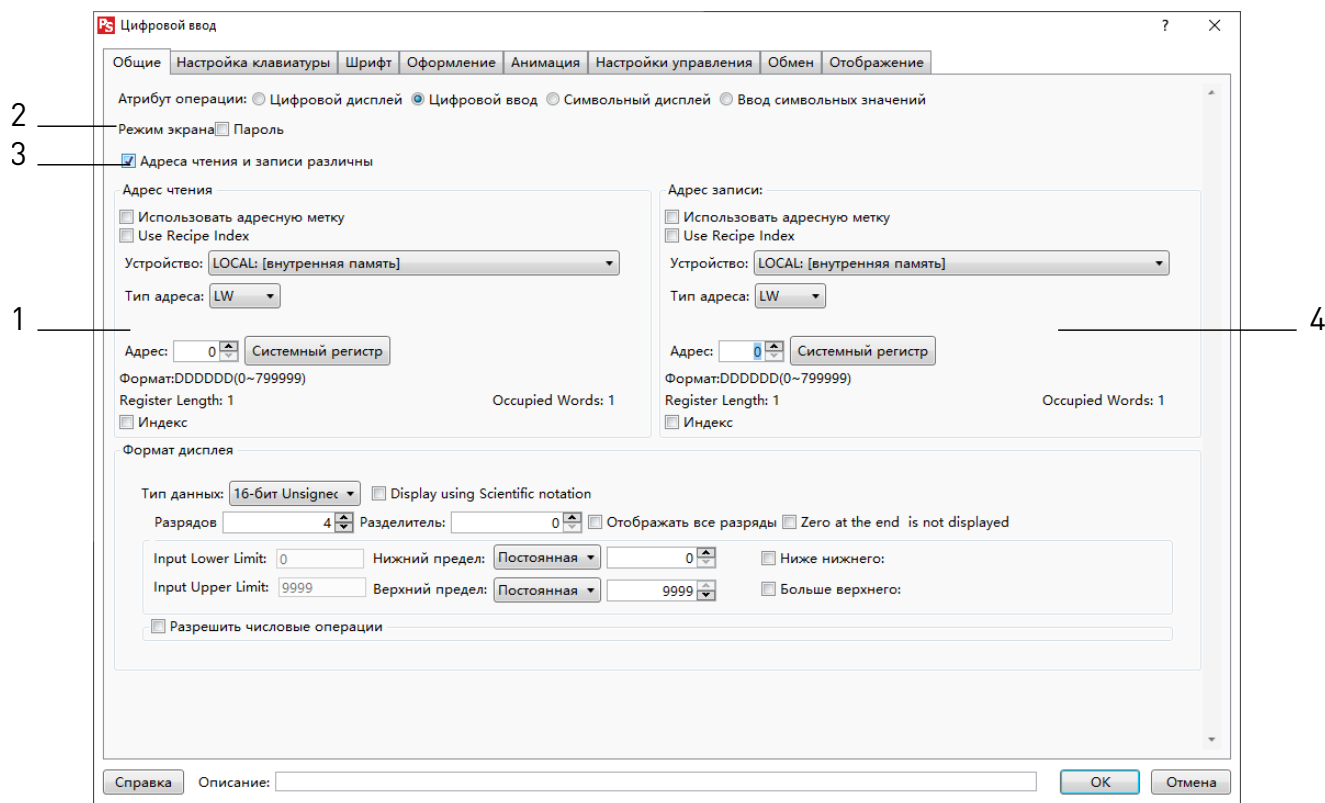 PS Цифровой ввод ? ×
Общие Настройка клавиатуры Шрифт Оформление Анимация Настройки управления Обмен Отображение
Атрибут операции: Цифровой дисплей Цифровой ввод Символьный дисплей Ввод символьных значений
2 Режим экрана Пароль
3 Адреса чтения и записи различны
Адрес чтения Адрес записи:
Использовать адресную метку Использовать адресную метку
Use Recipe Index Use Recipe Index
Устройство: LOCAL: [внутренняя память] Устройство: LOCAL: [внутренняя память]
Тип адреса: LW Тип адреса: LW
1 4
Адрес: 0 Системный регистр Адрес: 0 Системный регистр
Формат:DDDDDD(0~799999) Формат:DDDDDD(0~799999)
Register Length: 1 Occupied Words: 1 Register Length: 1 Occupied Words: 1
Индекс Индекс
Формат дисплея
Тип данных: 16-бит Unsignec Display using Scientific notation
Разрядов 4 Разделитель: 0 Отображать все разряды Zero at the end is not displayed
Input Lower Limit: 0 Нижний предел: Постоянная 0 Ниже нижнего:
Input Upper Limit: 9999 Верхний предел: Постоянная 9999 Больше верхнего:
Разрешить числовые операции
Справка Описание: OK Отмена